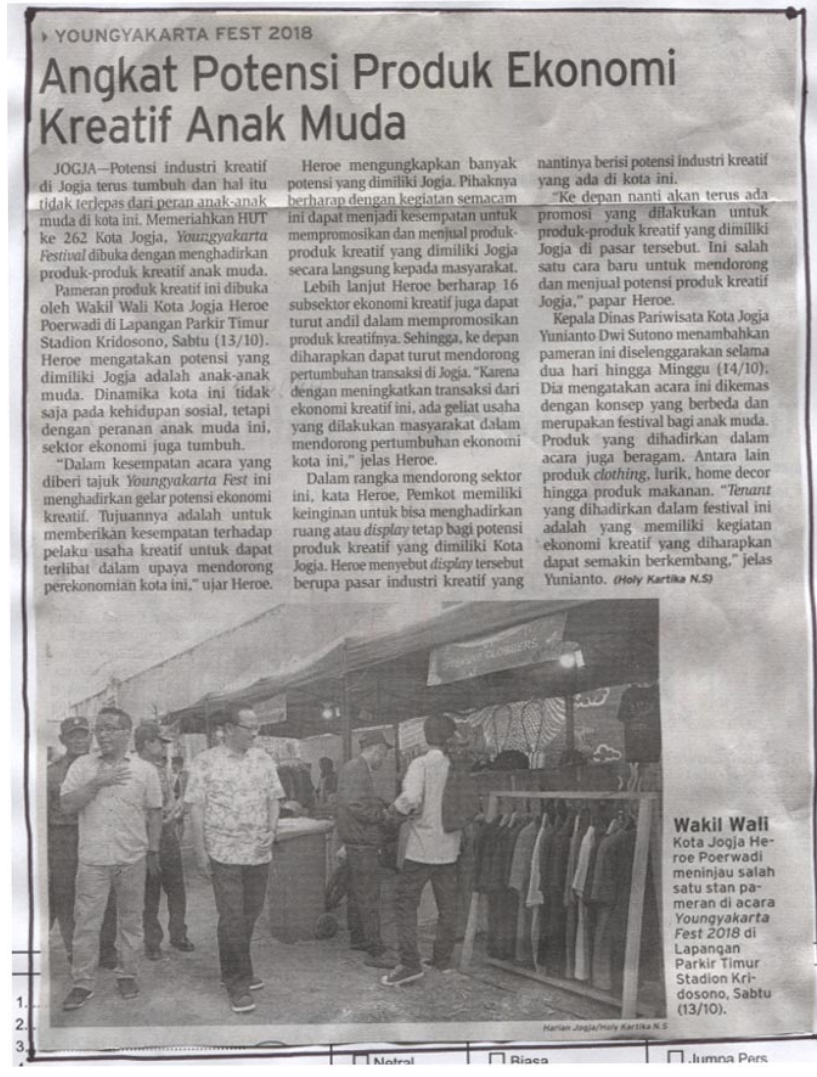 YOUNGYAKARTA FEST 2018
Angkat Potensi Produk Ekonomi
Kreatif Anak Muda
JOGJA—Potensi industri kreatif
di Jogja terus tumbuh dan hal itu
tidak terlepas dari peran anak-anak
muda di kota ini. Memeriahkan HUT
ke 262 Kota Jogja, Youngyakarta
Festival dibuka dengan menghadirkan
produk-produk kreatif anak muda.
Pameran produk kreatif ini dibuka
oleh Wakil Wali Kota Jogja Heroe
Poerwadi di Lapangan Parkir Timur
Stadion Kridosono, Sabtu (13/10).
Heroe mengatakan potensi yang
dimiliki Jogja adalah anak-anak
muda. Dinamika kota ini tidak
saja pada kehidupan sosial, tetapi
dengan peranan anak muda ini,
sektor ekonomi juga tumbuh.
“Dalam kesempatan acara yang
diberi tajuk Youngyakarta Fest ini
menghadirkan gelar potensi ekonomi
kreatif. Tujuannya adalah untuk
memberikan kesempatan terhadap
pelaku usaha kreatif untuk dapat
terlibat dalam upaya mendorong
perekonomian kota ini,” ujar Heroe.
Heroe mengungkapkan banyak
potensi yang dimiliki Jogja. Pihaknya
berharap dengan kegiatan semacam
ini dapat menjadi kesempatan untuk
mempromosikan dan menjual produk-
produk kreatif yang dimiliki Jogja
secara langsung kepada masyarakat.
Lebih lanjut Heroe berharap 16
subsektor ekonomi kreatif juga dapat
turut andil dalam mempromosikan
produk kreatifnya. Sehingga, ke depan
diharapkan dapat turut mendorong
pertumbuhan transaksi di Jogja. “Karena
dengan meningkatkan transaksi dari
ekonomi kreatif ini, ada geliat usaha
yang dilakukan masyarakat dalam
mendorong pertumbuhan ekonomi
kota ini,” jelas Heroe.
Dalam rangka mendorong sektor
ini, kata Heroe, Pemkot memiliki
keinginan untuk bisa menghadirkan
ruang atau display tetap bagi potensi
produk kreatif yang dimiliki Kota
Jogja. Heroe menyebut display tersebut
berupa pasar industri kreatif yang
nantinya berisi potensi industri kreatif
yang ada di kota ini.
“Ke depan nanti akan terus ada
promosi yang dilakukan untuk
produk-produk kreatif yang dimiliki
Jogja di pasar tersebut. Ini salah
satu cara baru untuk mendorong
dan menjual potensi produk kreatif
Jogja,” papar Heroe.
Kepala Dinas Pariwisata Kota Jogja
Yunianto Dwi Sutono menambahkan
pameran ini diselenggarakan selama
dua hari hingga Minggu (14/10).
Dia mengatakan acara ini dikemas
dengan konsep yang berbeda dan
merupakan festival bagi anak muda.
Produk yang dihadirkan dalam
acara juga beragam. Antara lain
produk clothing, lurik, home decor
hingga produk makanan. “Tenant
yang dihadirkan dalam festival ini
adalah yang memiliki kegiatan
ekonomi kreatif yang diharapkan
dapat semakin berkembang,” jelas
Yunianto. (Holy Kartika N.S)
Wakil Wali
Kota Jogja He-
roe Poerwadi
meninjau salah
satu stan pa-
meran di acara
Youngyakarta
Fest 2018 di
Lapangan
Parkir Timur
Stadion Kri-
dosono, Sabtu
(13/10).
Harian Jogja/Holy Kartika N.S
1.
2.
3.
Netral
Biasa
Jumpa Pers